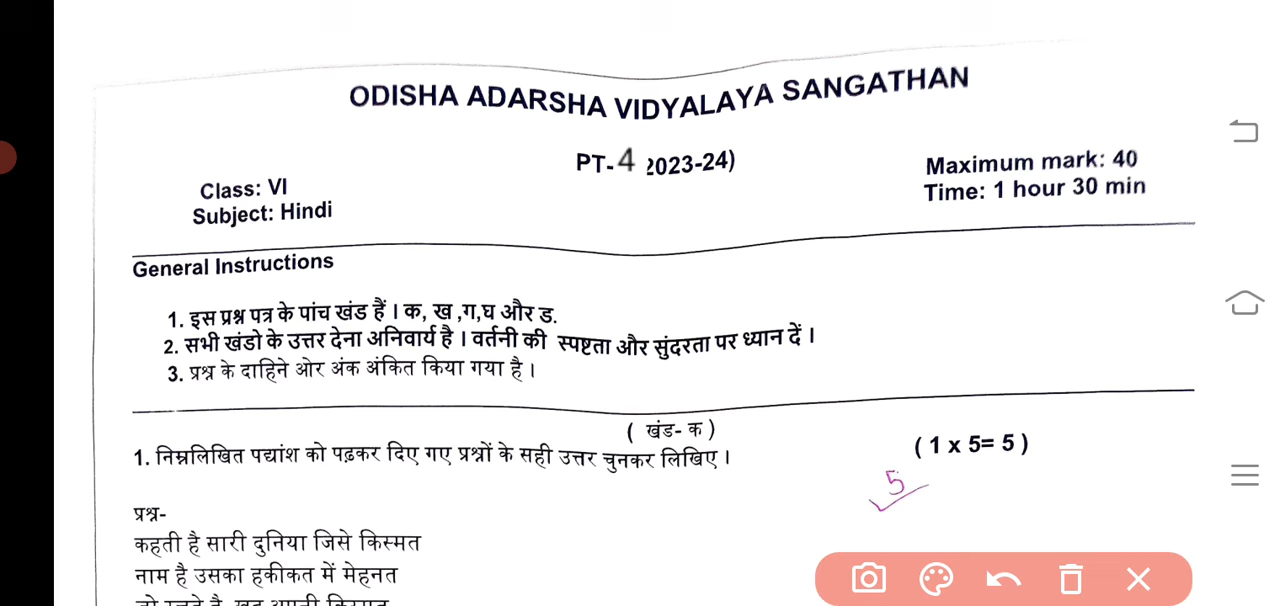 ODISHA ADARSHA VIDYALAYA SANGATHAN
PT-4 2023-24)
Maximum mark: 40
Class: VI
Time: 1 hour 30 min
Subject: Hindi
General Instructions
1. इस प्रश्न पत्र के पांच खंड हैं । क, ख ,ग,घ और ड.
2. सभी खंडो के उत्तर देना अनिवार्य है । वर्तनी की स्पष्टता और सुंदरता पर ध्यान दें ।
3. प्रश्न के दाहिने ओर अंक अंकित किया गया है ।
( खंड- क )
1. निम्नलिखित पद्यांश को पढ़कर दिए गए प्रश्नों के सही उत्तर चुनकर लिखिए ।
( 1 x 5= 5 )
5
प्रश्न-
कहती है सारी दुनिया जिसे किस्मत
नाम है उसका हकीकत में मेहनत